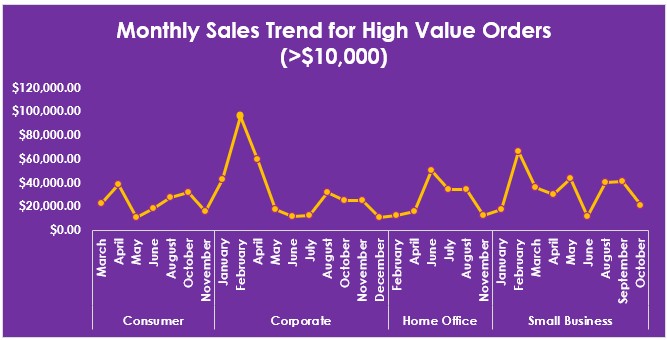 Monthly Sales Trend for High Value Orders
(>$10,000)
$120,000.00
$100,000.00
$80,000.00
$60,000.00
$40,000.00
$20,000.00
$0.00
March
April
May
June
August
October
November
January
February
April
May
June
July
August
October
November
December
February
April
June
July
August
November
January
February
March
April
May
June
August
September
October
Consumer
Corporate
Home Office
Small Business